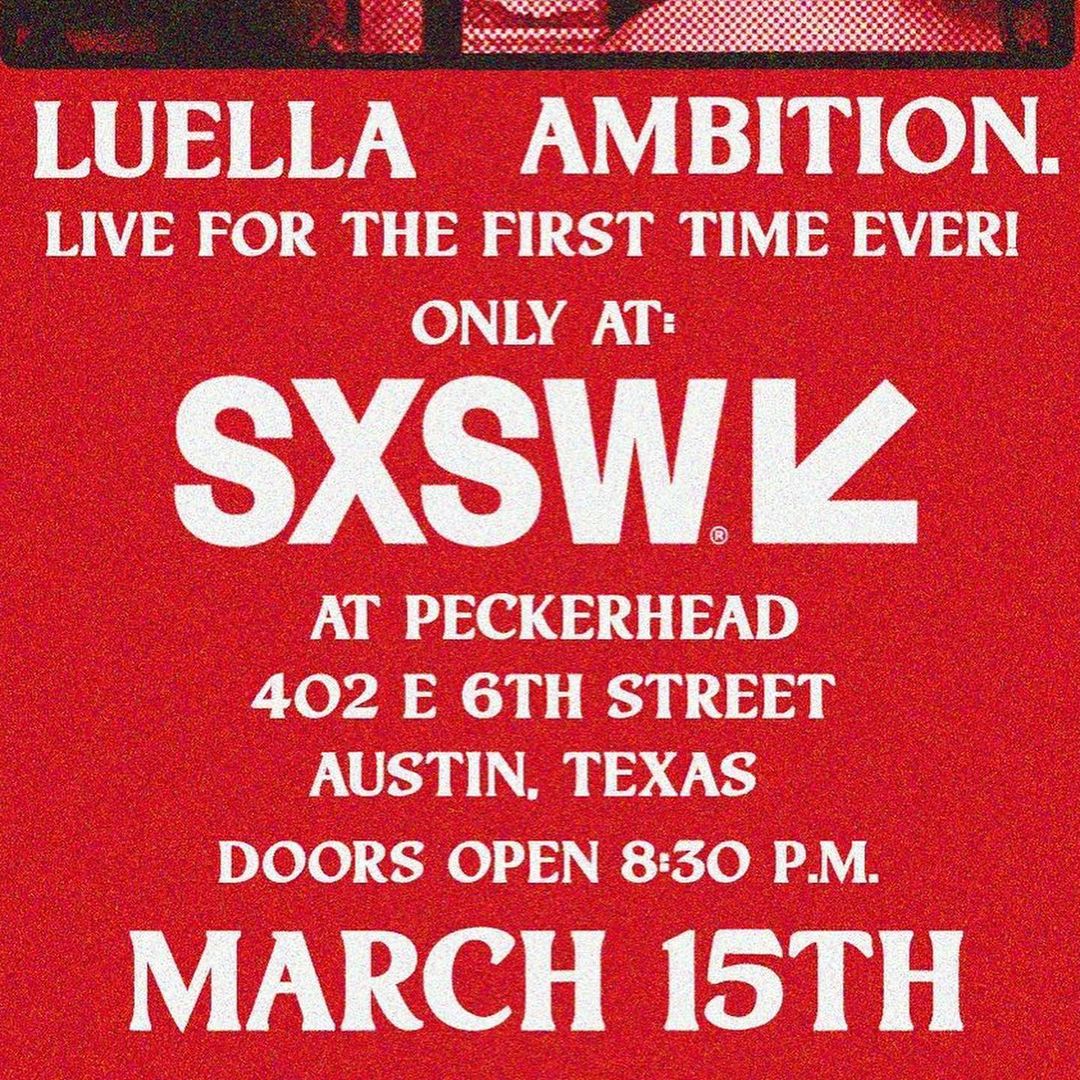 LUELLA AMBITION.
LIVE FOR THE FIRST TIME EVER!
ONLY AT:
SXSW®
AT PECKERHEAD
402 E 6TH STREET
AUSTIN, TEXAS
DOORS OPEN 8:30 P.M.
MARCH 15TH